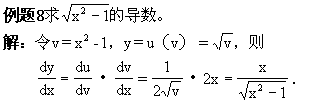 例题8求√(x²-1)的导数。
解：令v=x²-1，y=u（v）=√v，则
dy/dx = du/dv · dv/dx = 1/(2√v) · 2x = x/√(x²-1) .